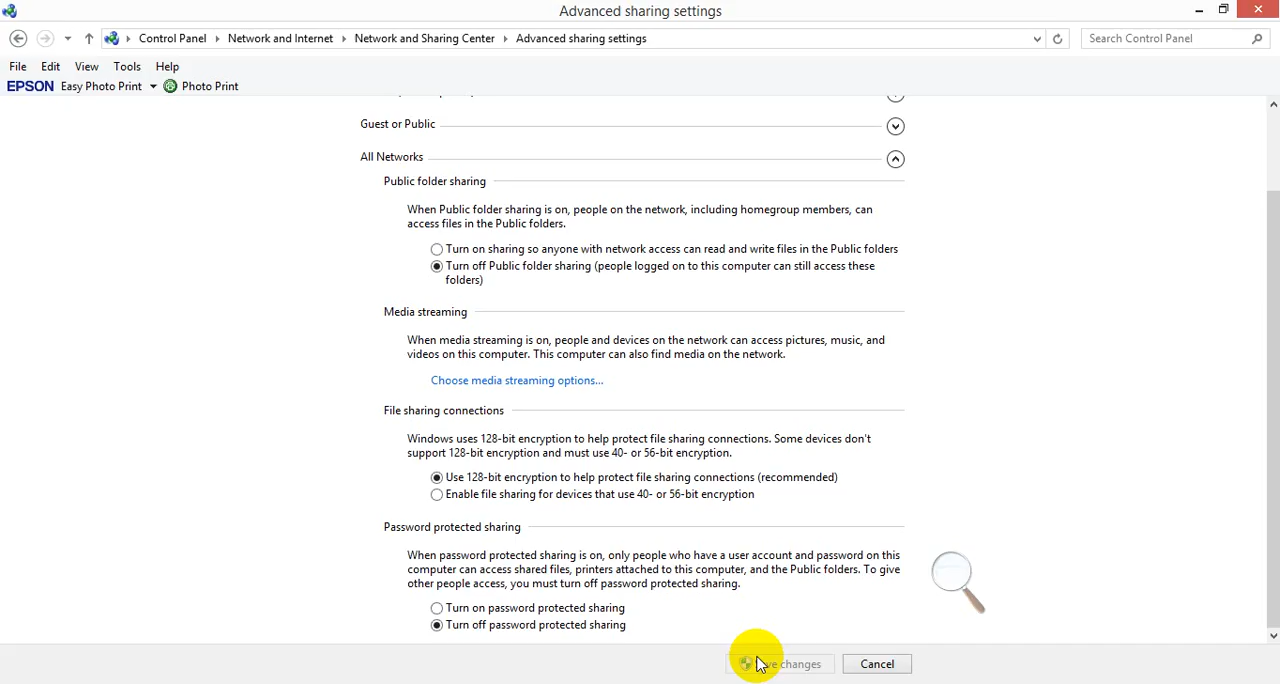 Advanced sharing settings
Control Panel Network and Internet Network and Sharing Center Advanced sharing settings
Search Control Panel
File Edit View Tools Help
EPSON Easy Photo Print Photo Print
Guest or Public
All Networks
Public folder sharing
When Public folder sharing is on, people on the network, including homegroup members, can
access files in the Public folders.
Turn on sharing so anyone with network access can read and write files in the Public folders
Turn off Public folder sharing (people logged on to this computer can still access these
folders)
Media streaming
When media streaming is on, people and devices on the network can access pictures, music, and
videos on this computer. This computer can also find media on the network.
Choose media streaming options...
File sharing connections
Windows uses 128-bit encryption to help protect file sharing connections. Some devices don't
support 128-bit encryption and must use 40- or 56-bit encryption.
Use 128-bit encryption to help protect file sharing connections (recommended)
Enable file sharing for devices that use 40- or 56-bit encryption
Password protected sharing
When password protected sharing is on, only people who have a user account and password on this
computer can access shared files, printers attached to this computer, and the Public folders. To give
other people access, you must turn off password protected sharing.
Turn on password protected sharing
Turn off password protected sharing
changes
Cancel